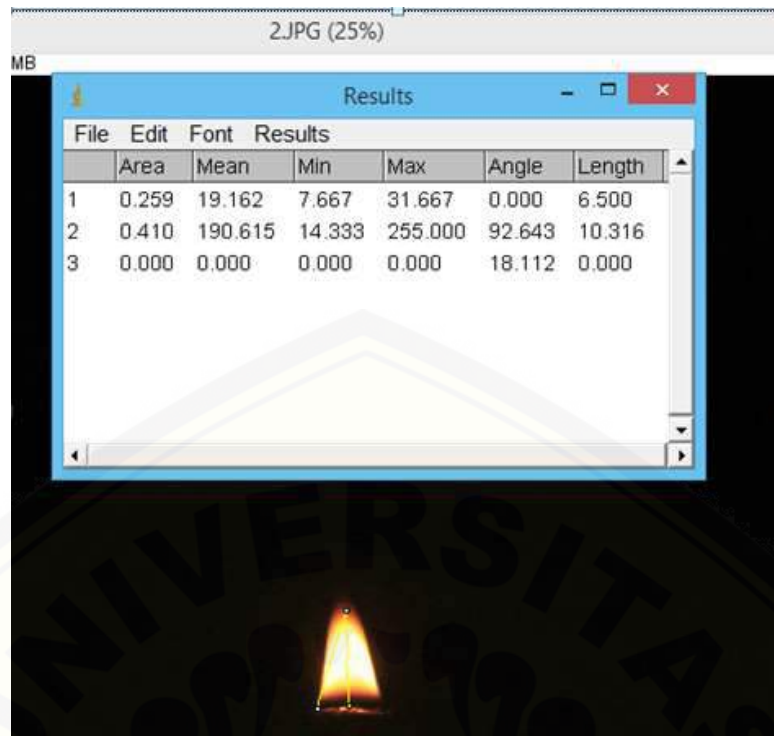 2.JPG (25%)
MB
Results
File Edit Font Results
Area Mean Min Max Angle Length
1 0.259 19.162 7.667 31.667 0.000 6.500
2 0.410 190.615 14.333 255.000 92.643 10.316
3 0.000 0.000 0.000 0.000 18.112 0.000
UNIVERSITAS